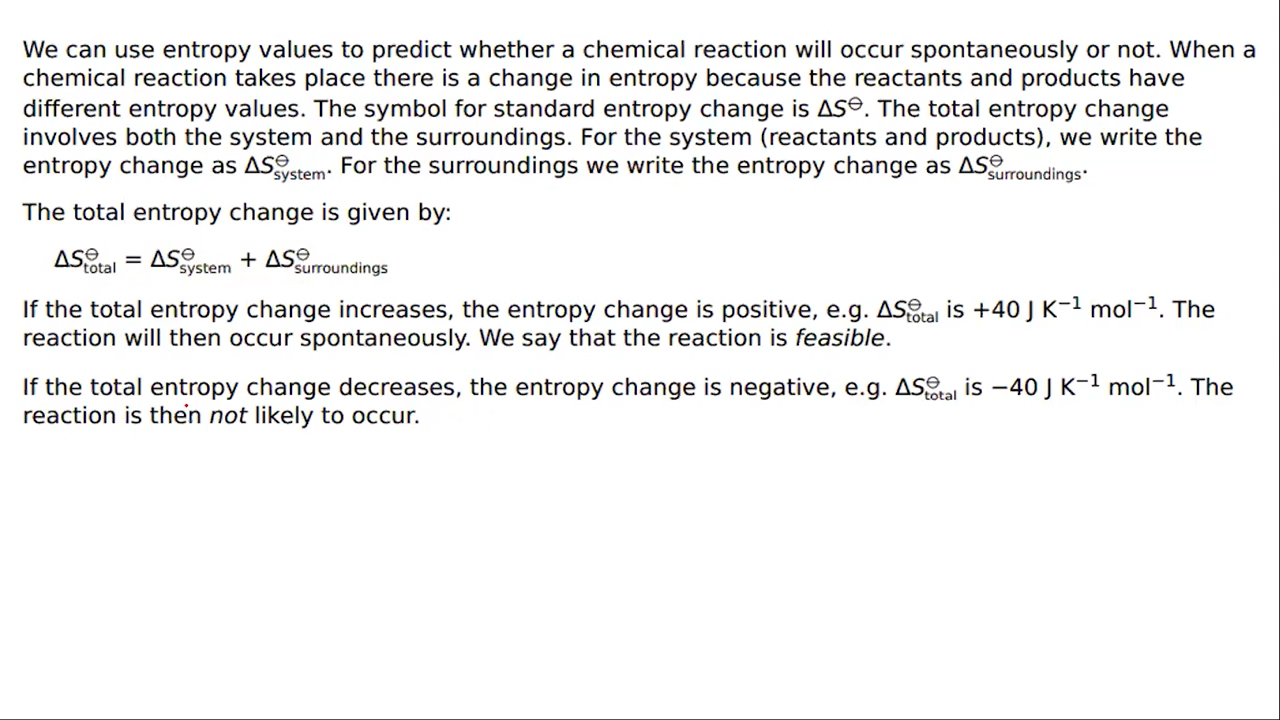 We can use entropy values to predict whether a chemical reaction will occur spontaneously or not. When a
chemical reaction takes place there is a change in entropy because the reactants and products have
different entropy values. The symbol for standard entropy change is ΔS⊖. The total entropy change
involves both the system and the surroundings. For the system (reactants and products), we write the
entropy change as ΔS⊖system. For the surroundings we write the entropy change as ΔS⊖surroundings.
The total entropy change is given by:
ΔS⊖total = ΔS⊖system + ΔS⊖surroundings
If the total entropy change increases, the entropy change is positive, e.g. ΔS⊖total is +40 J K−1 mol−1. The
reaction will then occur spontaneously. We say that the reaction is feasible.
If the total entropy change decreases, the entropy change is negative, e.g. ΔS⊖total is −40 J K−1 mol−1. The
reaction is then not likely to occur.